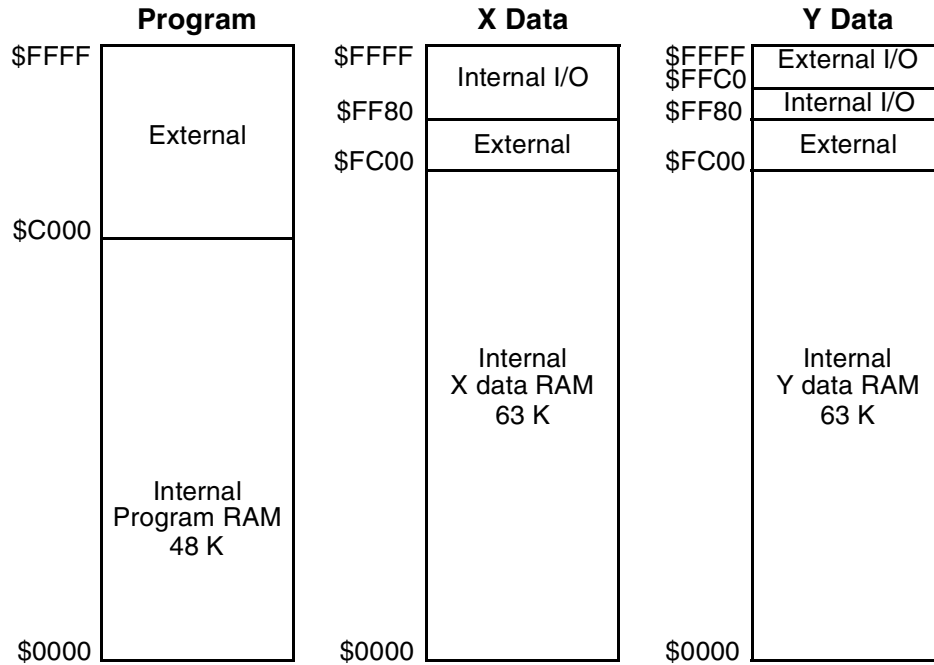 Program
$FFFF
External
$C000
Internal
Program RAM
48 K
$0000
X Data
$FFFF
Internal I/O
$FF80
External
$FC00
Internal
X data RAM
63 K
$0000
Y Data
$FFFF
External I/O
$FFC0
Internal I/O
$FF80
External
$FC00
Internal
Y data RAM
63 K
$0000